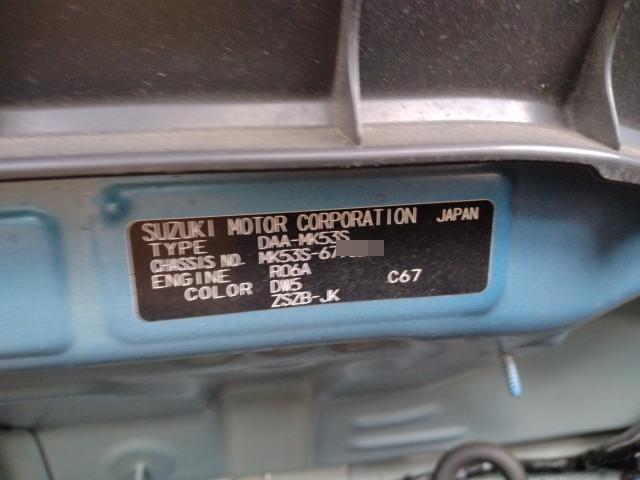 SUZUKI MOTOR CORPORATION JAPAN
TYPE DAA-MK53S
CHASSIS NO. MK53S-67
ENGINE R06A
COLOR DW5 C67
ZSZB-JK